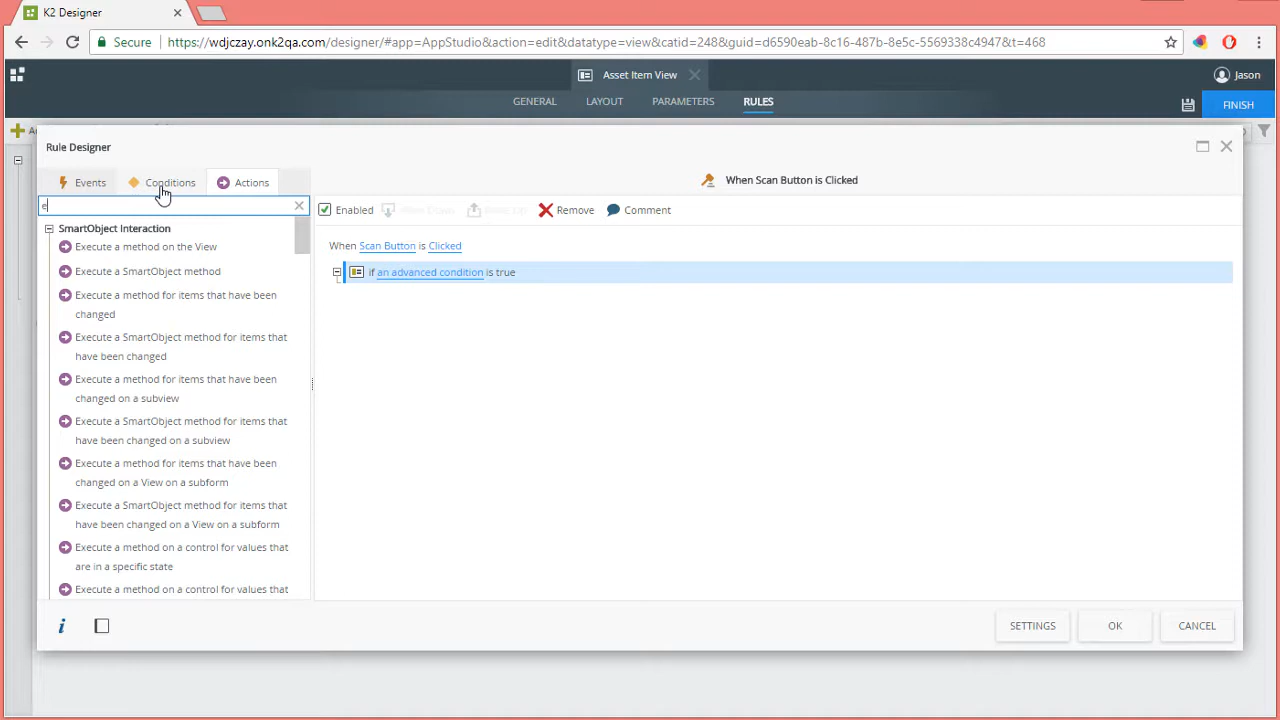 K2 Designer
Secure
https://wdjczay.onk2qa.com/designer/#app=AppStudio&action=edit&datatype=view&catid=248&guid=d6590eab-8c16-487b-8e5c-5569338c4947&t=468
Asset Item View
Jason
GENERAL LAYOUT PARAMETERS RULES
FINISH
Rule Designer
Events Conditions Actions
When Scan Button is Clicked
e
Enabled Remove Comment
SmartObject Interaction
Execute a method on the View
Execute a SmartObject method
Execute a method for items that have been
changed
Execute a SmartObject method for items that
have been changed
Execute a method for items that have been
changed on a subview
Execute a SmartObject method for items that
have been changed on a subview
Execute a method for items that have been
changed on a View on a subform
Execute a SmartObject method for items that
have been changed on a View on a subform
Execute a method on a control for values that
are in a specific state
Execute a method on a control for values that
When Scan Button is Clicked
if an advanced condition is true
SETTINGS OK CANCEL